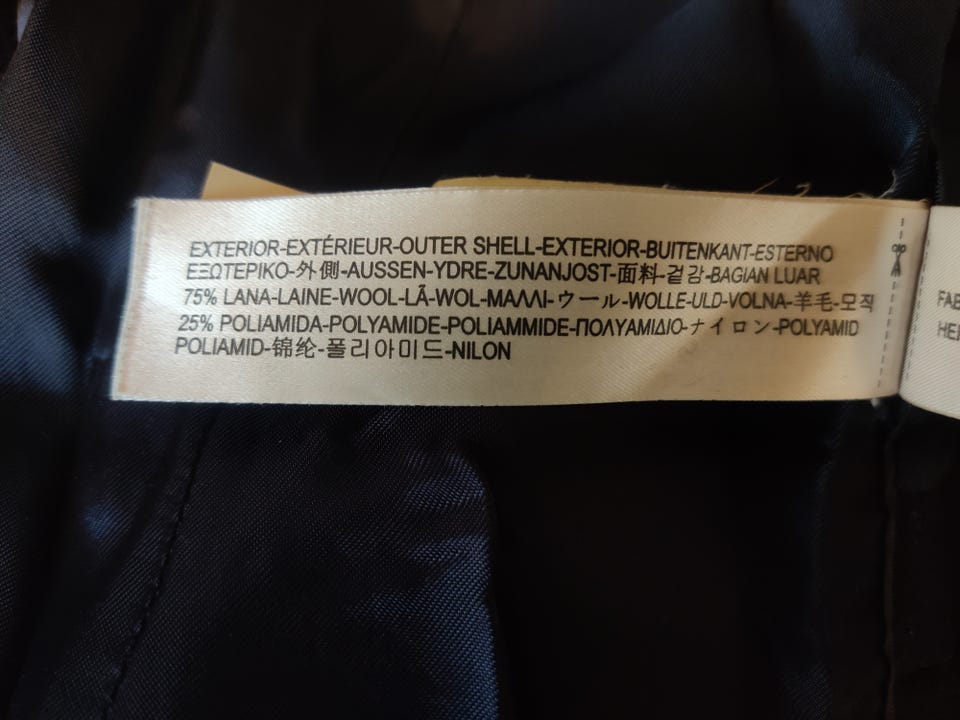 EXTERIOR-EXTÉRIEUR-OUTER SHELL-EXTERIOR-BUITENKANT-ESTERNO
ΕΞΩΤΕΡΙΚΟ-外側-AUSSEN-YDRE-ZUNANJOST-面料-겉감-BAGIAN LUAR
75% LANA-LAINE-WOOL-LÃ-WOL-ΜΑΛΛΙ-ウール-WOLLE-ULD-VOLNA-羊毛-모직
25% POLIAMIDA-POLYAMIDE-POLIAMMIDE-ΠΟΛΥΑΜΙΔΙΟ-ナイロン-POLYAMID
POLIAMID-锦纶-폴리아미드-NILON